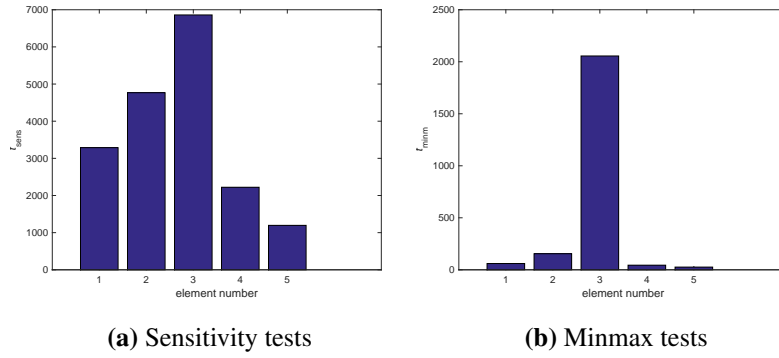 7000
6000
5000
4000
3000
2000
1000
0
t_sens
1 2 3 4 5
element number
(a) Sensitivity tests
2500
2000
1500
1000
500
0
t_minm
1 2 3 4 5
element number
(b) Minmax tests